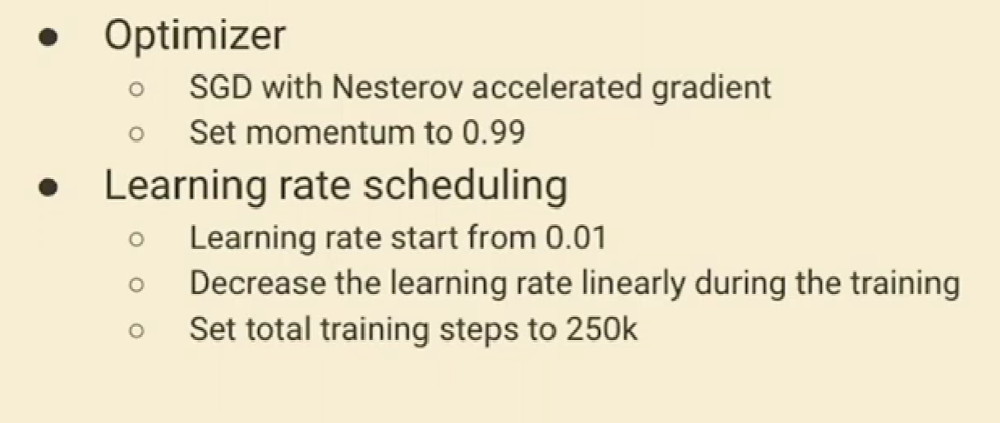 ● Optimizer
○ SGD with Nesterov accelerated gradient
○ Set momentum to 0.99
● Learning rate scheduling
○ Learning rate start from 0.01
○ Decrease the learning rate linearly during the training
○ Set total training steps to 250k